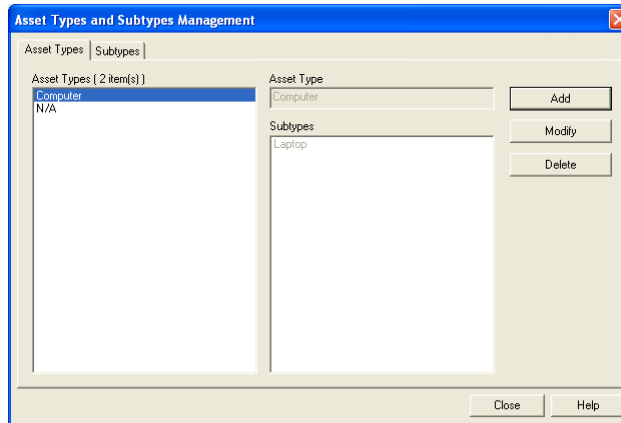 Asset Types and Subtypes Management
Asset Types
Subtypes
Asset Types ( 2 item(s) )
Computer
N/A
Asset Type
Computer
Subtypes
Laptop
Add
Modify
Delete
Close
Help